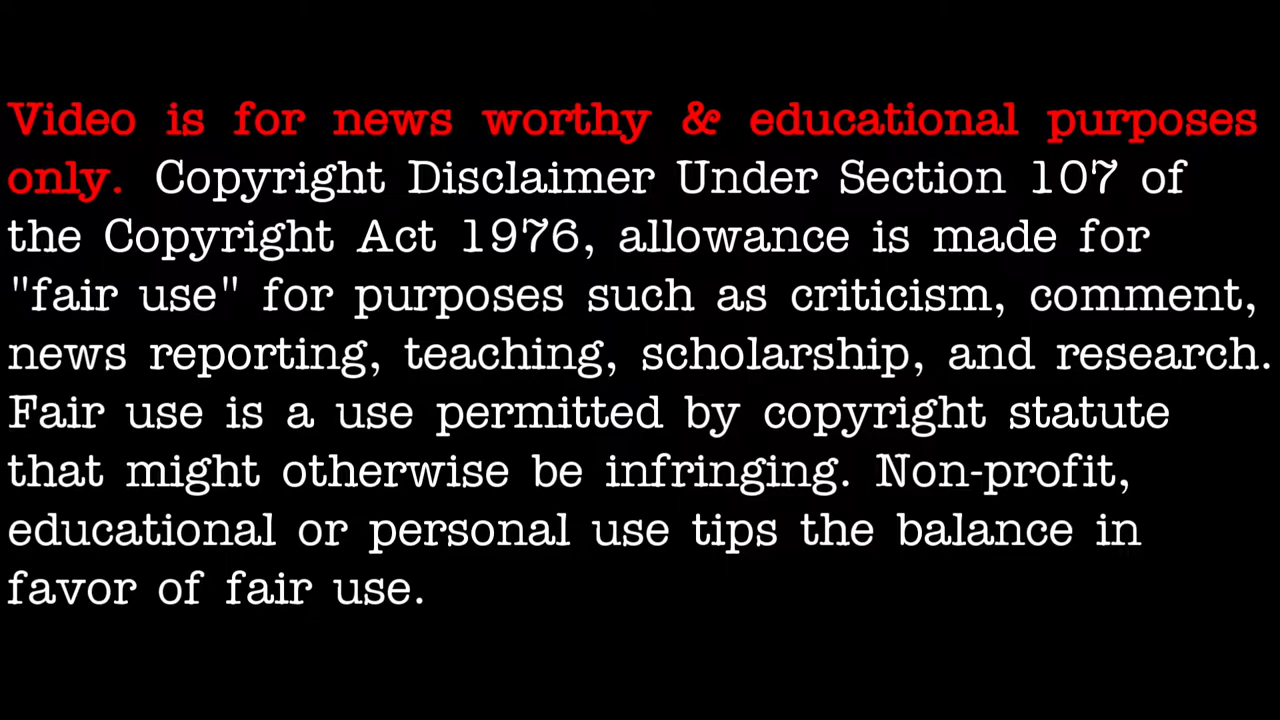 Video is for news worthy & educational purposes
only. Copyright Disclaimer Under Section 107 of
the Copyright Act 1976, allowance is made for
"fair use" for purposes such as criticism, comment,
news reporting, teaching, scholarship, and research.
Fair use is a use permitted by copyright statute
that might otherwise be infringing. Non-profit,
educational or personal use tips the balance in
favor of fair use.